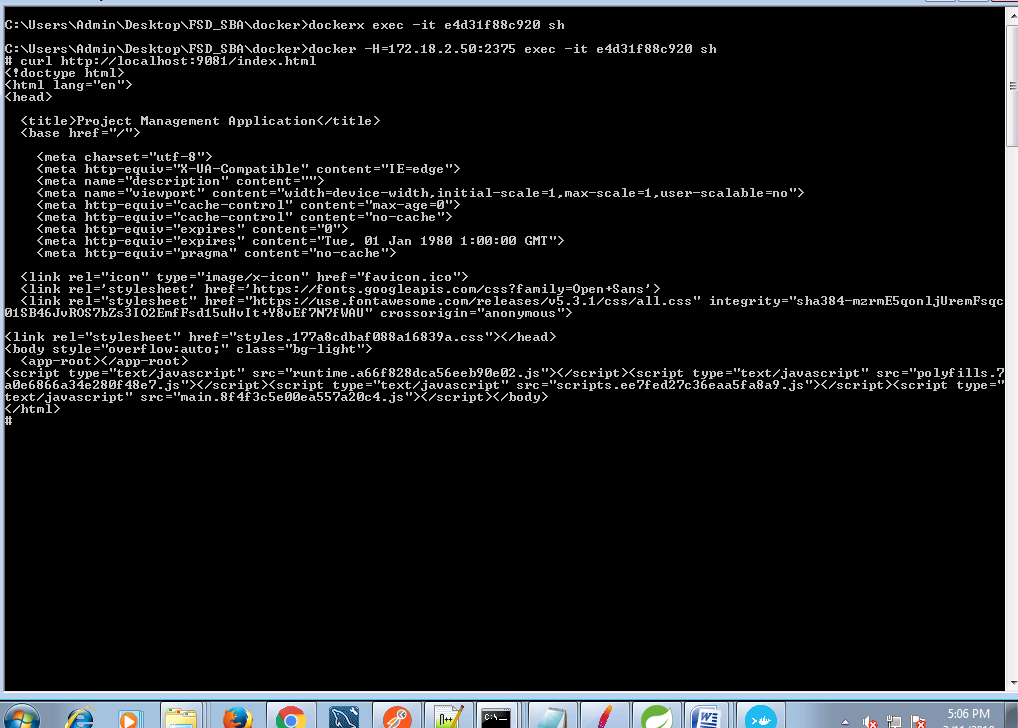 C:\Users\Admin\Desktop\FSD_SBA\docker>dockerx exec -it e4d31f88c920 sh
C:\Users\Admin\Desktop\FSD_SBA\docker>docker -H=172.18.2.50:2375 exec -it e4d31f88c920 sh
# curl http://localhost:9081/index.html
<!doctype html>
<html lang="en">
<head>
<title>Project Management Application</title>
<base href="/">
<meta charset="utf-8">
<meta http-equiv="X-UA-Compatible" content="IE=edge">
<meta name="description" content="">
<meta name="viewport" content="width=device-width,initial-scale=1,max-scale=1,user-scalable=no">
<meta http-equiv="cache-control" content="max-age=0">
<meta http-equiv="cache-control" content="no-cache">
<meta http-equiv="expires" content="0">
<meta http-equiv="expires" content="Tue, 01 Jan 1980 1:00:00 GMT">
<meta http-equiv="pragma" content="no-cache">
<link rel="icon" type="image/x-icon" href="favicon.ico">
<link rel='stylesheet' href='https://fonts.googleapis.com/css?family=Open+Sans'>
<link rel="stylesheet" href="https://use.fontawesome.com/releases/v5.3.1/css/all.css" integrity="sha384-mzrmE5qonljUremFsqc
01SB46JvROS7bZs3IO2EmfFsd15uHvIt+Y8vEf7N7fWAU" crossorigin="anonymous">
<link rel="stylesheet" href="styles.177a8cdbaf088a16839a.css"></head>
<body style="overflow:auto;" class="bg-light">
<app-root></app-root>
<script type="text/javascript" src="runtime.a66f828dca56eeb90e02.js"></script><script type="text/javascript" src="polyfills.7
a0e6866a34e280f48e7.js"></script><script type="text/javascript" src="scripts.ee7fed27c36eaa5fa8a9.js"></script><script type="
text/javascript" src="main.8f4f3c5e00ea557a20c4.js"></script></body>
</html>
#
5:06 PM